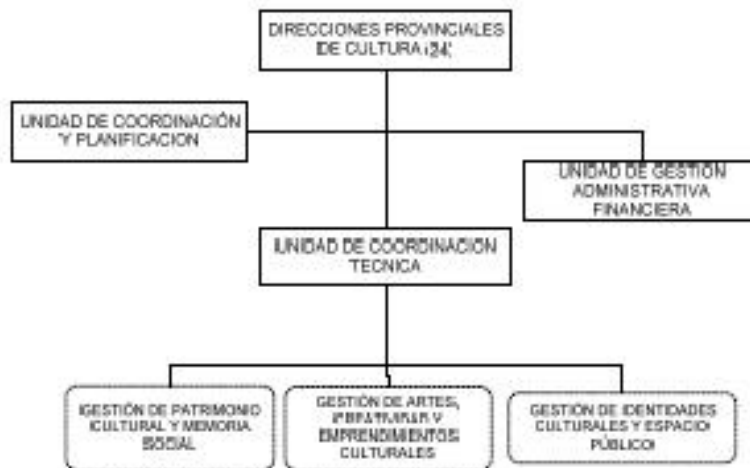 DIRECCIONES PROVINCIALES
DE CULTURA (24)
UNIDAD DE COORDINACIÓN
Y PLANIFICACION
UNIDAD DE GESTIÓN
ADMINISTRATIVA
FINANCIERA
UNIDAD DE COORDINACION
TECNICA
GESTIÓN DE PATRIMONIO
CULTURAL Y MEMORIA
SOCIAL
GESTIÓN DE ARTES,
Y
EMPRENDIMIENTOS
CULTURALES
GESTIÓN DE IDENTIDADES
CULTURALES Y ESPACIO
PÚBLICO